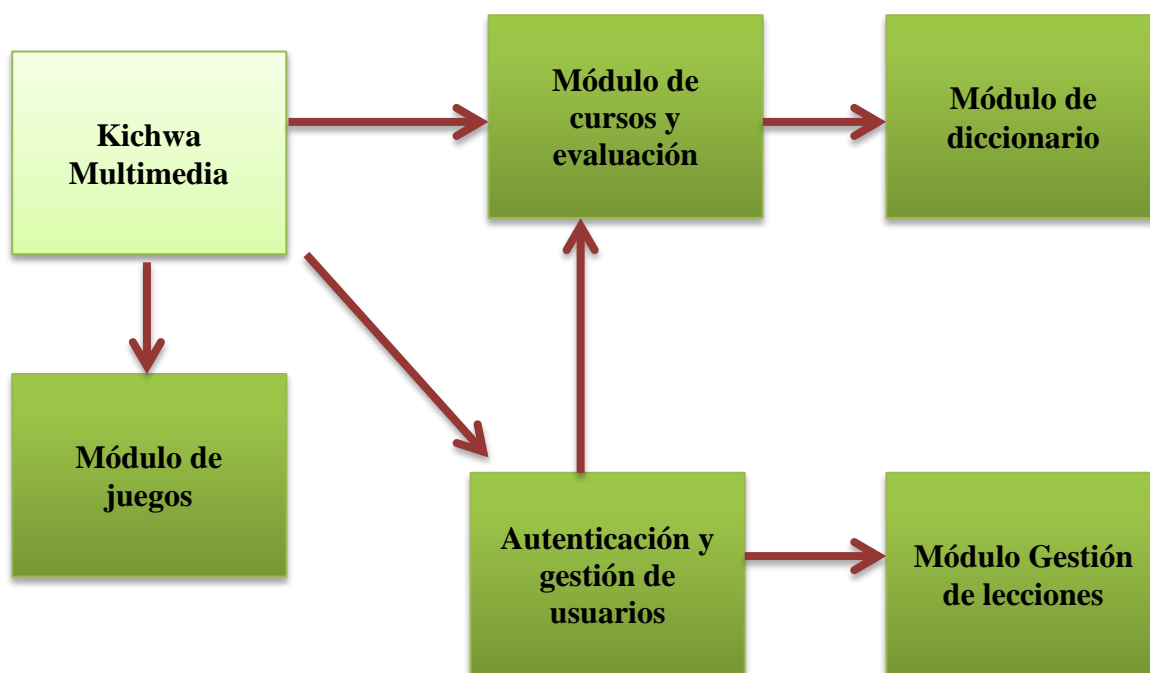 Kichwa
Multimedia
Módulo de
cursos y
evaluación
Módulo de
diccionario
Módulo de
juegos
Autenticación y
gestión de
usuarios
Módulo Gestión
de lecciones